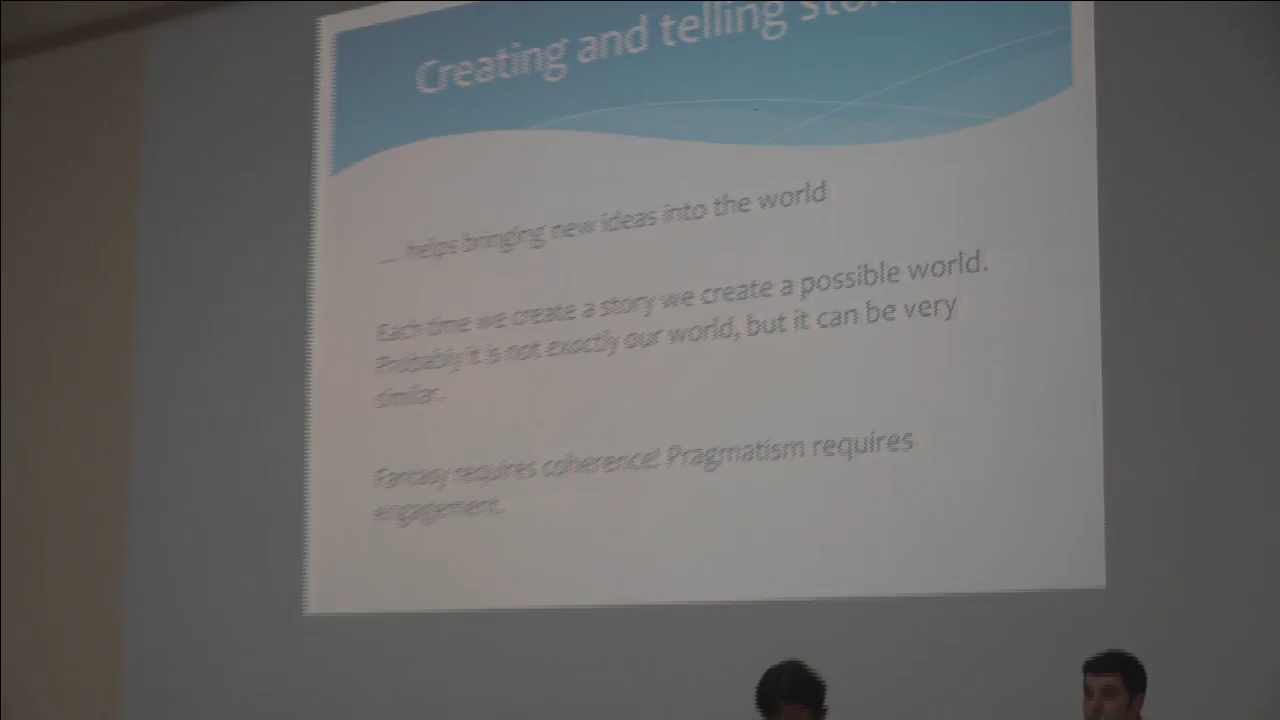 Creating and telling stor
... helps bringing new ideas into the world
Each time we create a story we create a possible world.
Probably it is not exactly our world, but it can be very
similar.
Fantasy requires coherence! Pragmatism requires
engagement.